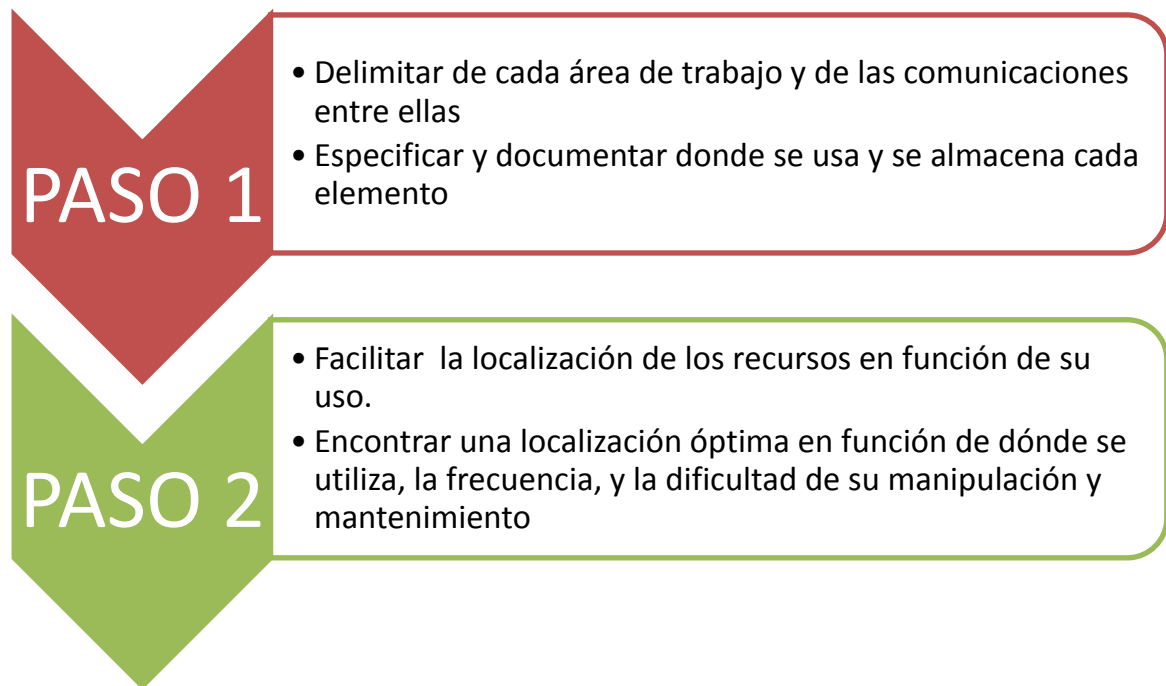 PASO 1
• Delimitar de cada área de trabajo y de las comunicaciones
entre ellas
• Especificar y documentar donde se usa y se almacena cada
elemento
PASO 2
• Facilitar  la localización de los recursos en función de su
uso.
• Encontrar una localización óptima en función de dónde se
utiliza, la frecuencia, y la dificultad de su manipulación y
mantenimiento